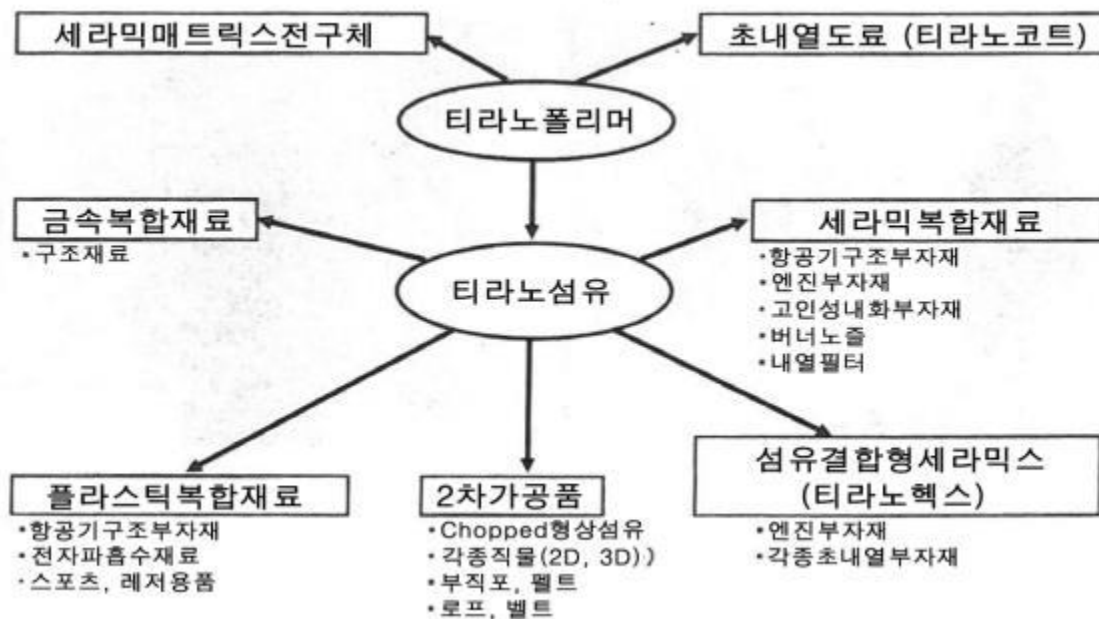 세라믹매트릭스전구체
초내열도료 (티라노코트)
티라노폴리머
금속복합재료
•구조재료
세라믹복합재료
•항공기구조부자재
•엔진부자재
•고인성내화부자재
•버너노즐
•내열필터
티라노섬유
플라스틱복합재료
•항공기구조부자재
•전자파흡수재료
•스포츠, 레저용품
2차가공품
•Chopped형상섬유
•각종직물(2D, 3D))
•부직포, 펠트
•로프, 벨트
섬유결합형세라믹스
(티라노헥스)
•엔진부자재
•각종초내열부자재